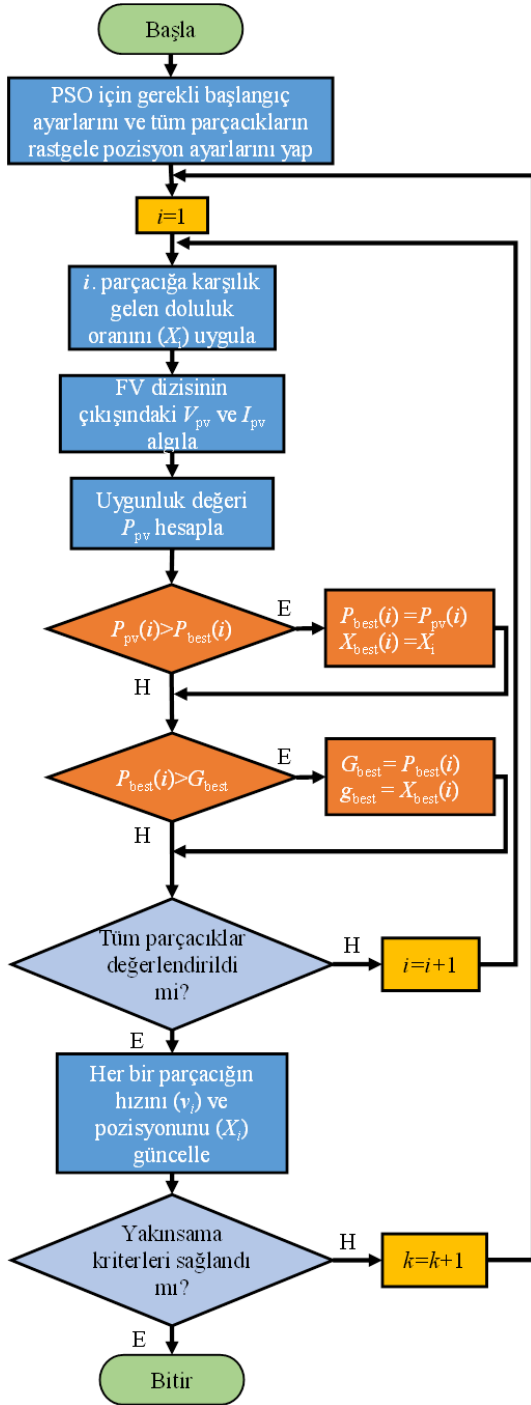 Başla
PSO için gerekli başlangıç
ayarlarını ve tüm parçacıkların
rastgele pozisyon ayarlarını yap
i=1
i. parçacığa karşılık
gelen doluluk
oranını (Xi) uygula
FV dizisinin
çıkışındaki Vpv ve Ipv
algıla
Uygunluk değeri
Ppv hesapla
Ppv(i)>Pbest(i)
E
Pbest(i) =Ppv(i)
Xbest(i)=Xi
H
Pbest(i)>Gbest
E
Gbest= Pbest(i)
gbest = Xbest(i)
H
Tüm parçacıklar
değerlendirildi
mi?
H
i=i+1
E
Her bir parçacığın
hızını (vi) ve
pozisyonunu (Xi)
güncelle
Yakınsama
kriterleri sağlandı
mı?
H
k=k+1
E
Bitir